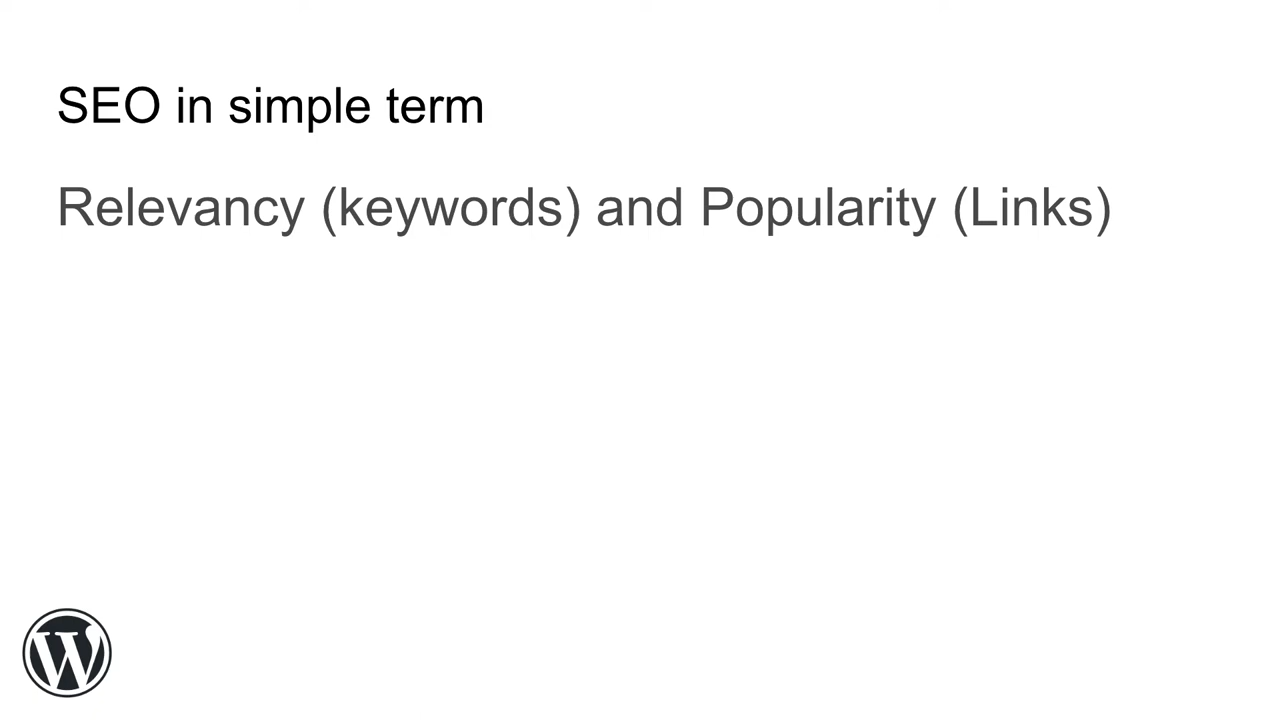 SEO in simple term
Relevancy (keywords) and Popularity (Links)